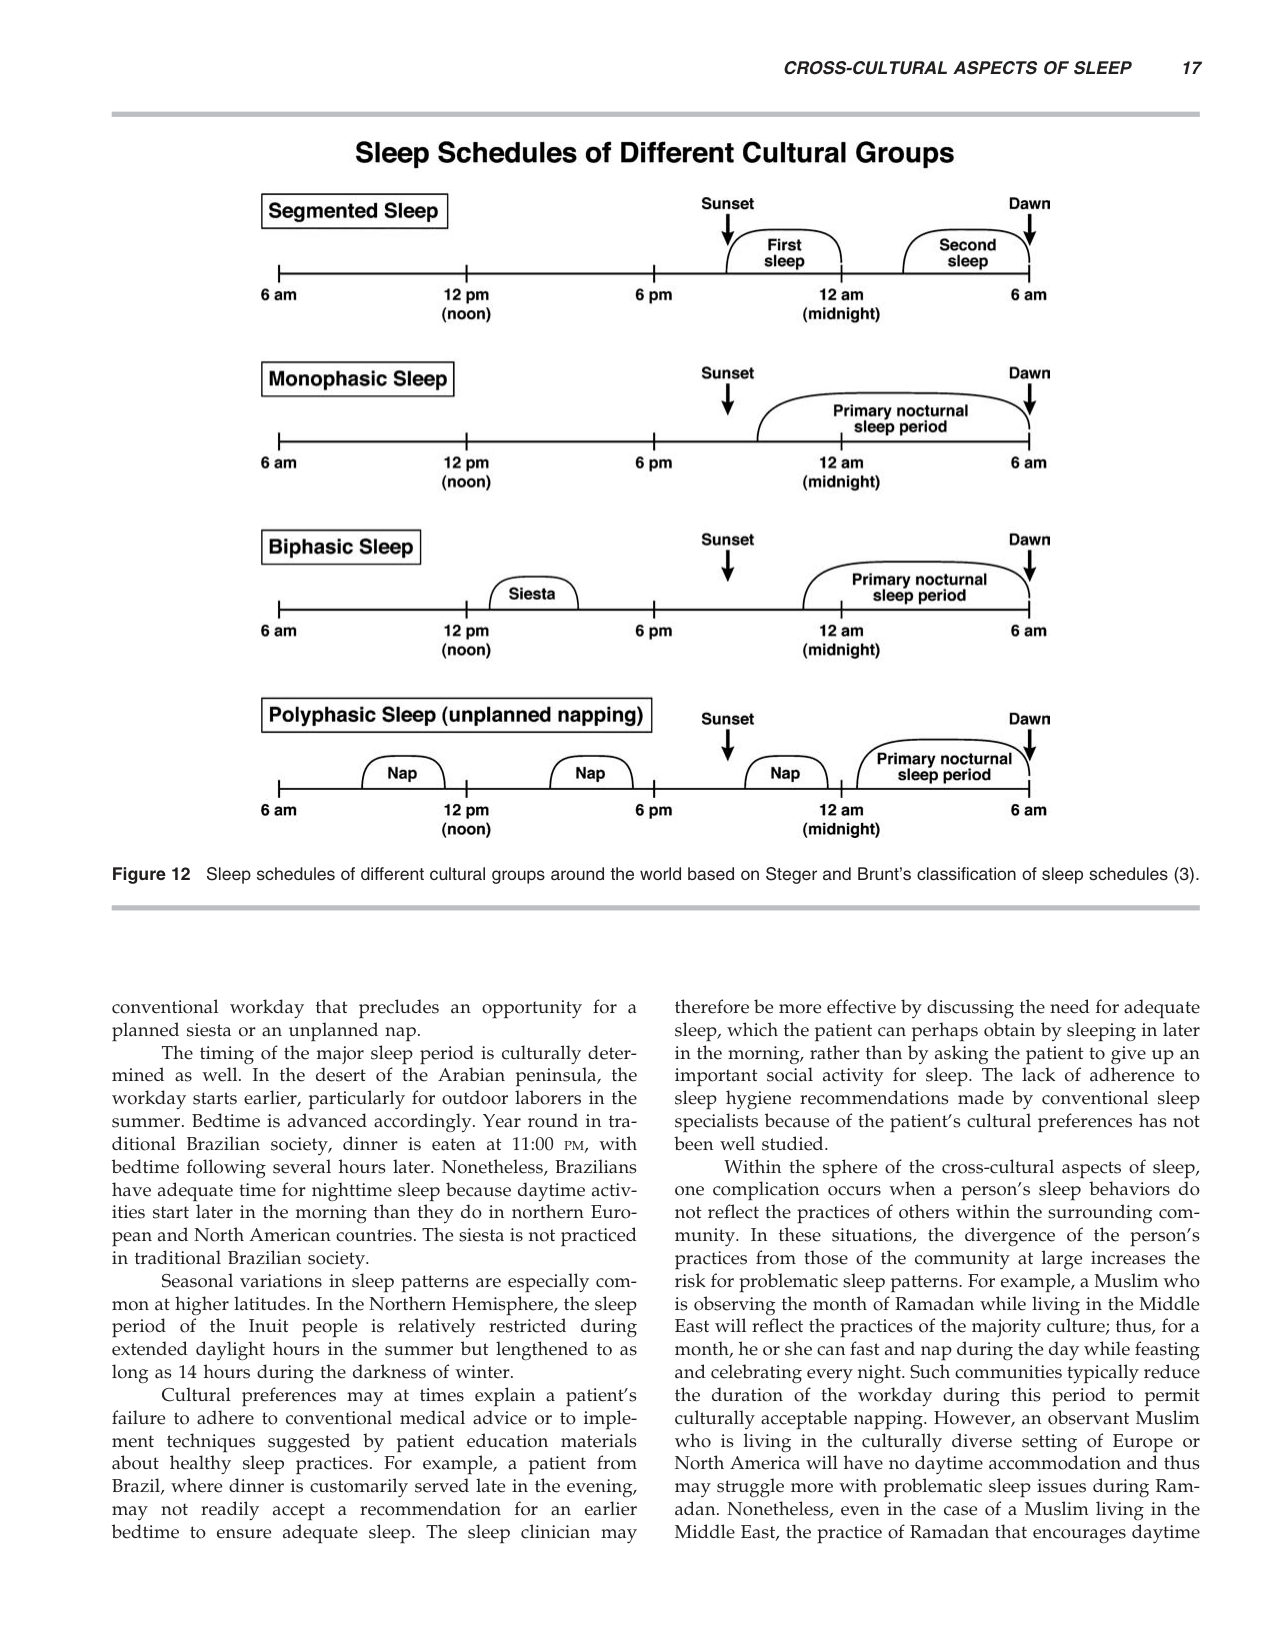 CROSS-CULTURAL ASPECTS OF SLEEP 17
Sleep Schedules of Different Cultural Groups
Segmented Sleep
Sunset
Dawn
First
sleep
Second
sleep
6 am
12 pm
(noon)
6 pm
12 am
(midnight)
6 am
Monophasic Sleep
Sunset
Dawn
Primary nocturnal
sleep period
6 am
12 pm
(noon)
6 pm
12 am
(midnight)
6 am
Biphasic Sleep
Sunset
Dawn
Siesta
Primary nocturnal
sleep period
6 am
12 pm
(noon)
6 pm
12 am
(midnight)
6 am
Polyphasic Sleep (unplanned napping)
Sunset
Dawn
Nap
Nap
Nap
Primary nocturnal
sleep period
6 am
12 pm
(noon)
6 pm
12 am
(midnight)
6 am
Figure 12 Sleep schedules of different cultural groups around the world based on Steger and Brunt's classification of sleep schedules (3).
conventional workday that precludes an opportunity for a
planned siesta or an unplanned nap.
The timing of the major sleep period is culturally deter-
mined as well. In the desert of the Arabian peninsula, the
workday starts earlier, particularly for outdoor laborers in the
summer. Bedtime is advanced accordingly. Year round in tra-
ditional Brazilian society, dinner is eaten at 11:00 PM, with
bedtime following several hours later. Nonetheless, Brazilians
have adequate time for nighttime sleep because daytime activ-
ities start later in the morning than they do in northern Euro-
pean and North American countries. The siesta is not practiced
in traditional Brazilian society.
Seasonal variations in sleep patterns are especially com-
mon at higher latitudes. In the Northern Hemisphere, the sleep
period of the Inuit people is relatively restricted during
extended daylight hours in the summer but lengthened to as
long as 14 hours during the darkness of winter.
Cultural preferences may at times explain a patient's
failure to adhere to conventional medical advice or to imple-
ment techniques suggested by patient education materials
about healthy sleep practices. For example, a patient from
Brazil, where dinner is customarily served late in the evening,
may not readily accept a recommendation for an earlier
bedtime to ensure adequate sleep. The sleep clinician may
therefore be more effective by discussing the need for adequate
sleep, which the patient can perhaps obtain by sleeping in later
in the morning, rather than by asking the patient to give up an
important social activity for sleep. The lack of adherence to
sleep hygiene recommendations made by conventional sleep
specialists because of the patient's cultural preferences has not
been well studied.
Within the sphere of the cross-cultural aspects of sleep,
one complication occurs when a person's sleep behaviors do
not reflect the practices of others within the surrounding com-
munity. In these situations, the divergence of the person's
practices from those of the community at large increases the
risk for problematic sleep patterns. For example, a Muslim who
is observing the month of Ramadan while living in the Middle
East will reflect the practices of the majority culture; thus, for a
month, he or she can fast and nap during the day while feasting
and celebrating every night. Such communities typically reduce
the duration of the workday during this period to permit
culturally acceptable napping. However, an observant Muslim
who is living in the culturally diverse setting of Europe or
North America will have no daytime accommodation and thus
may struggle more with problematic sleep issues during Ram-
adan. Nonetheless, even in the case of a Muslim living in the
Middle East, the practice of Ramadan that encourages daytime